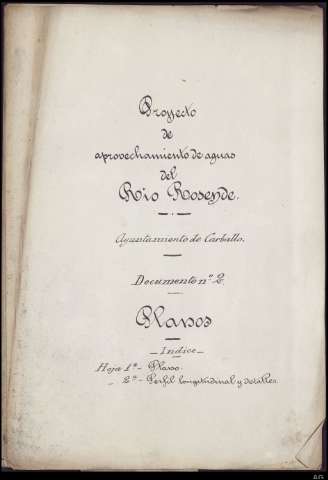 Proyecto
de
aprovechamiento de aguas
del
Rio Rosende.
Ayuntamiento de Carballo.
Documento nº 2
Planos
— Indice —
Hoja 1ª - Plano.
„ 2ª - Perfil longitudinal y detalles